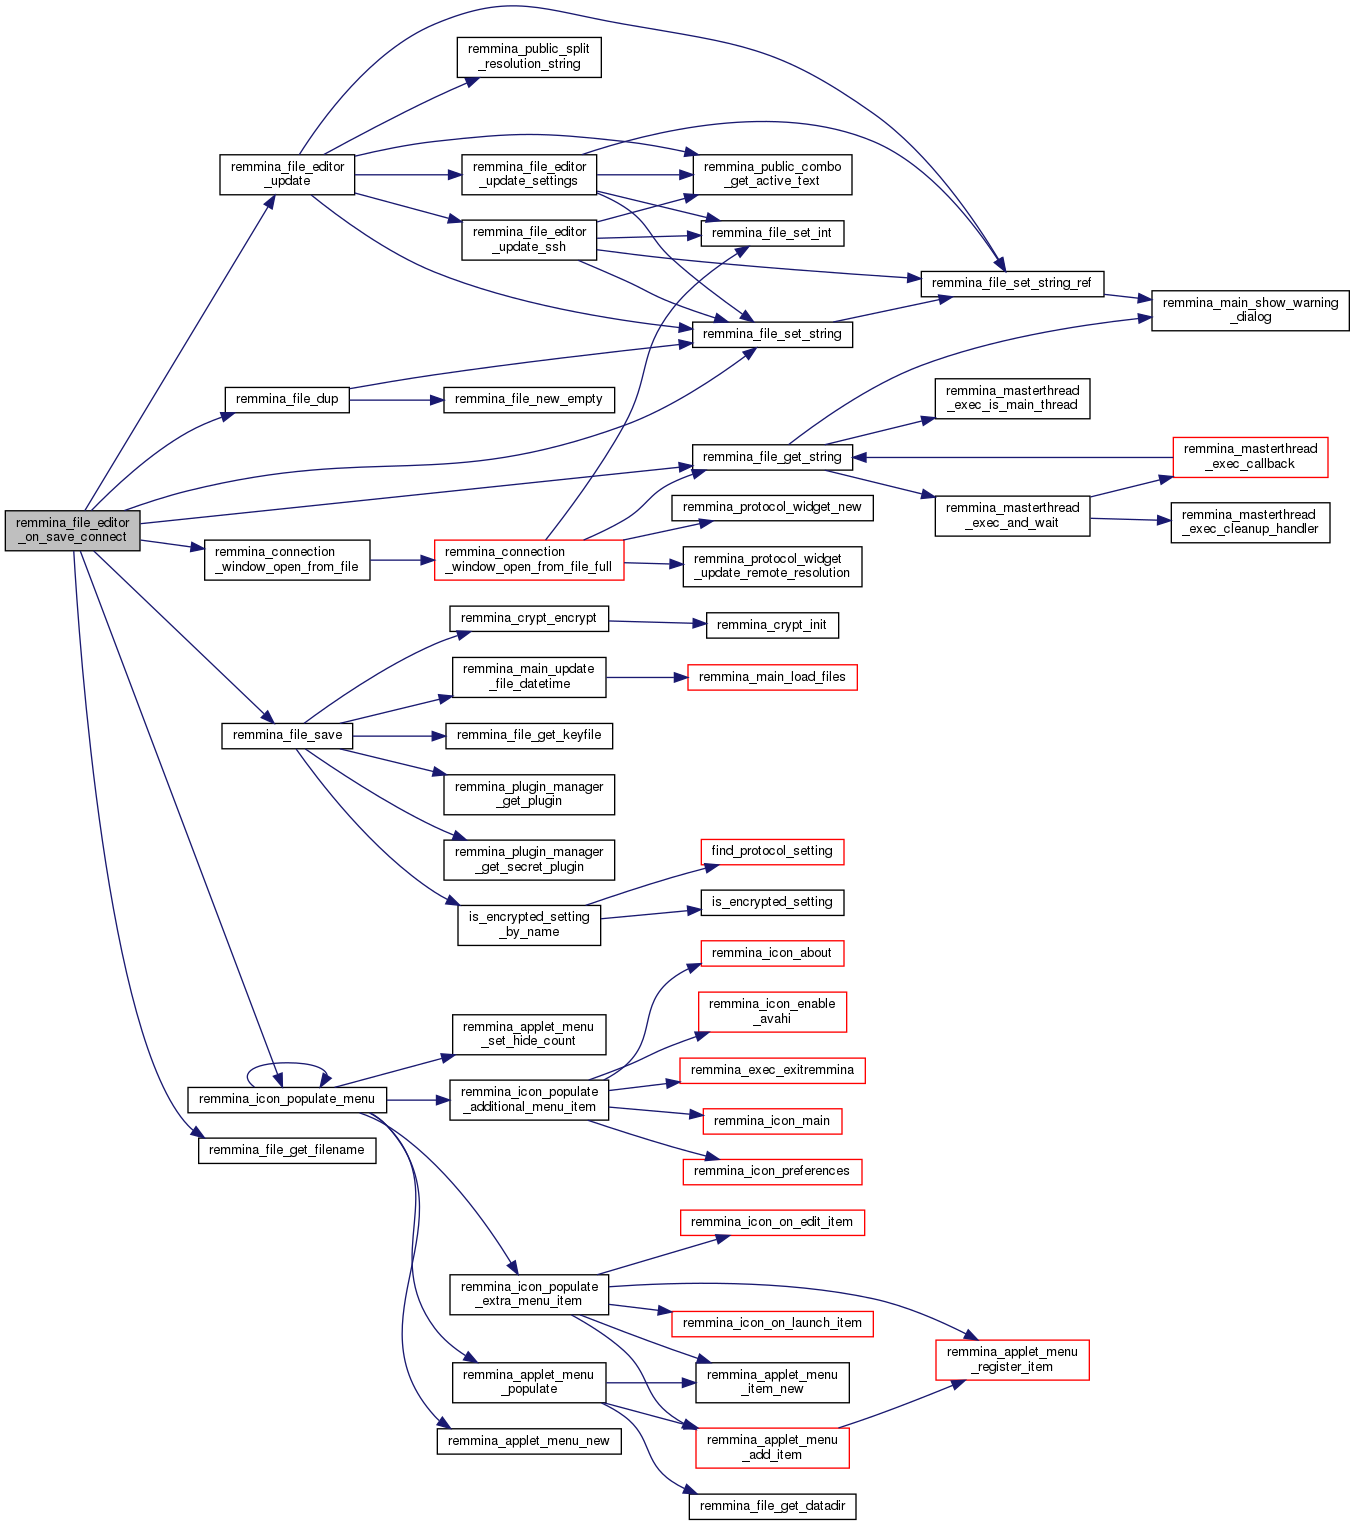 remmina_public_split
_resolution_string
remmina_file_editor
_update
remmina_file_editor
_update_settings
remmina_public_combo
_get_active_text
remmina_file_editor
_update_ssh
remmina_file_set_int
remmina_file_set_string_ref
remmina_main_show_warning
_dialog
remmina_file_set_string
remmina_file_dup
remmina_file_new_empty
remmina_masterthread
_exec_is_main_thread
remmina_file_get_string
remmina_masterthread
_exec_callback
remmina_protocol_widget_new
remmina_masterthread
_exec_and_wait
remmina_masterthread
_exec_cleanup_handler
remmina_file_editor
_on_save_connect
remmina_connection
_window_open_from_file
remmina_connection
_window_open_from_file_full
remmina_protocol_widget
_update_remote_resolution
remmina_crypt_encrypt
remmina_crypt_init
remmina_main_update
_file_datetime
remmina_main_load_files
remmina_file_save
remmina_file_get_keyfile
remmina_plugin_manager
_get_plugin
remmina_plugin_manager
_get_secret_plugin
find_protocol_setting
is_encrypted_setting
_by_name
is_encrypted_setting
remmina_icon_about
remmina_icon_enable
_avahi
remmina_applet_menu
_set_hide_count
remmina_exec_exitremmina
remmina_icon_populate_menu
remmina_icon_populate
_additional_menu_item
remmina_icon_main
remmina_file_get_filename
remmina_icon_preferences
remmina_icon_on_edit_item
remmina_icon_populate
_extra_menu_item
remmina_icon_on_launch_item
remmina_applet_menu
_register_item
remmina_applet_menu
_populate
remmina_applet_menu
_item_new
remmina_applet_menu_new
remmina_applet_menu
_add_item
remmina_file_get_datadir